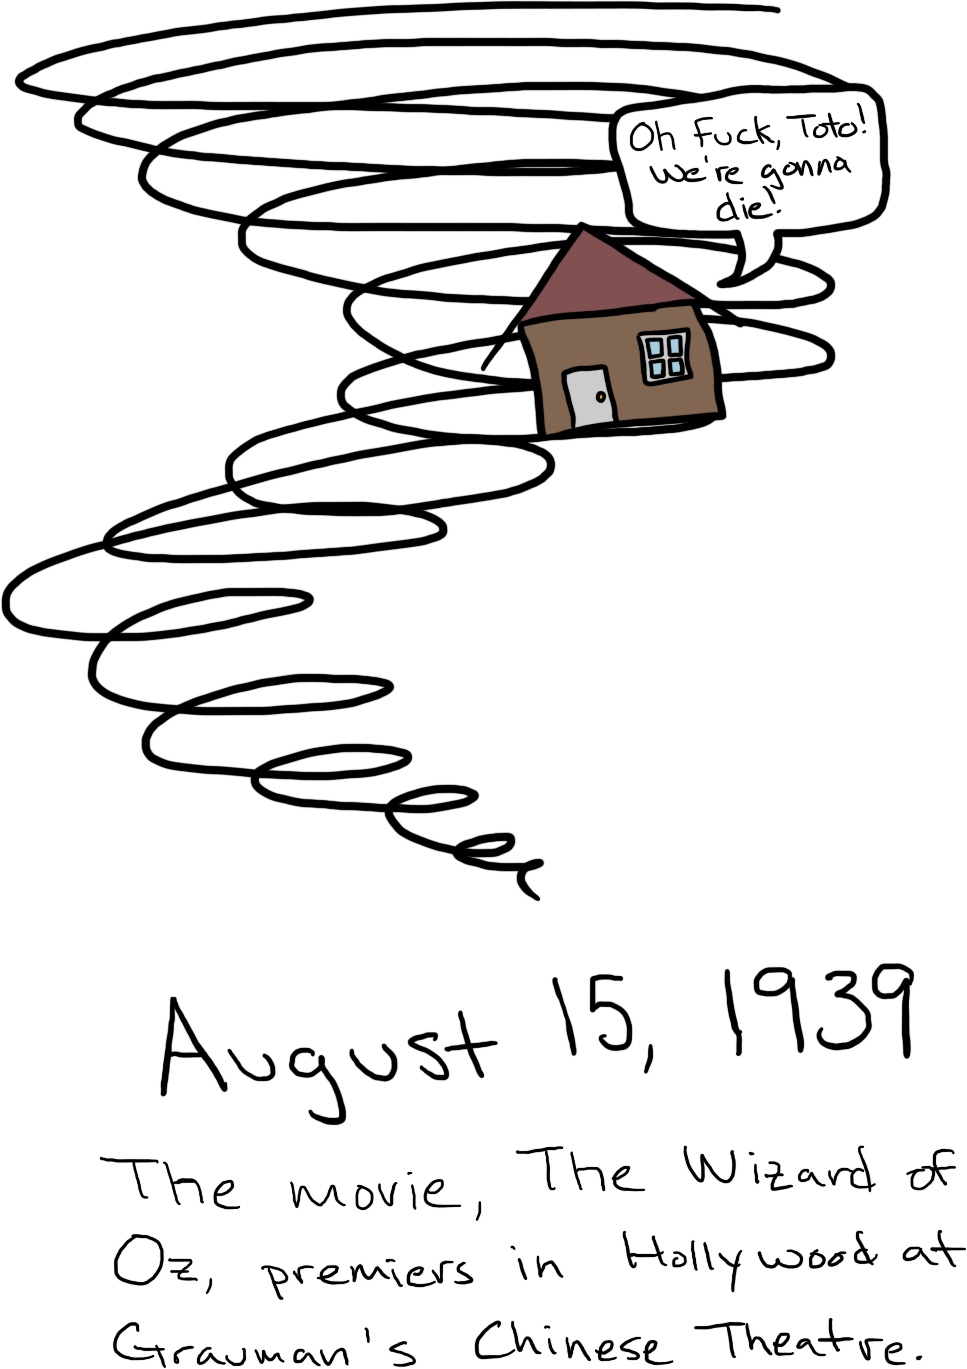 Oh Fuck, Toto!
We're gonna
die!
August 15, 1939
The movie, The Wizard of
Oz, premiers in Hollywood at
Grauman's Chinese Theatre.